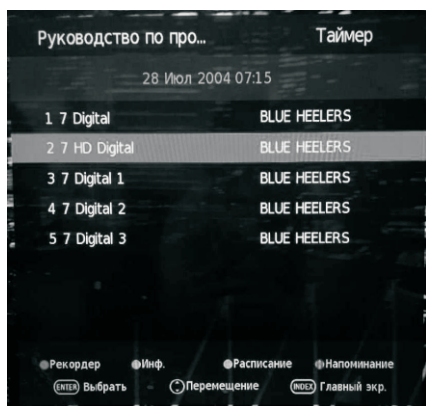 Руководство по про... Таймер
28 Июл 2004 07:15
1 7 Digital BLUE HEELERS
2 7 HD Digital BLUE HEELERS
3 7 Digital 1 BLUE HEELERS
4 7 Digital 2 BLUE HEELERS
5 7 Digital 3 BLUE HEELERS
Рекордер Инф. Расписание Напоминание
ENTER Выбрать Перемещение INDEX Главный экр.